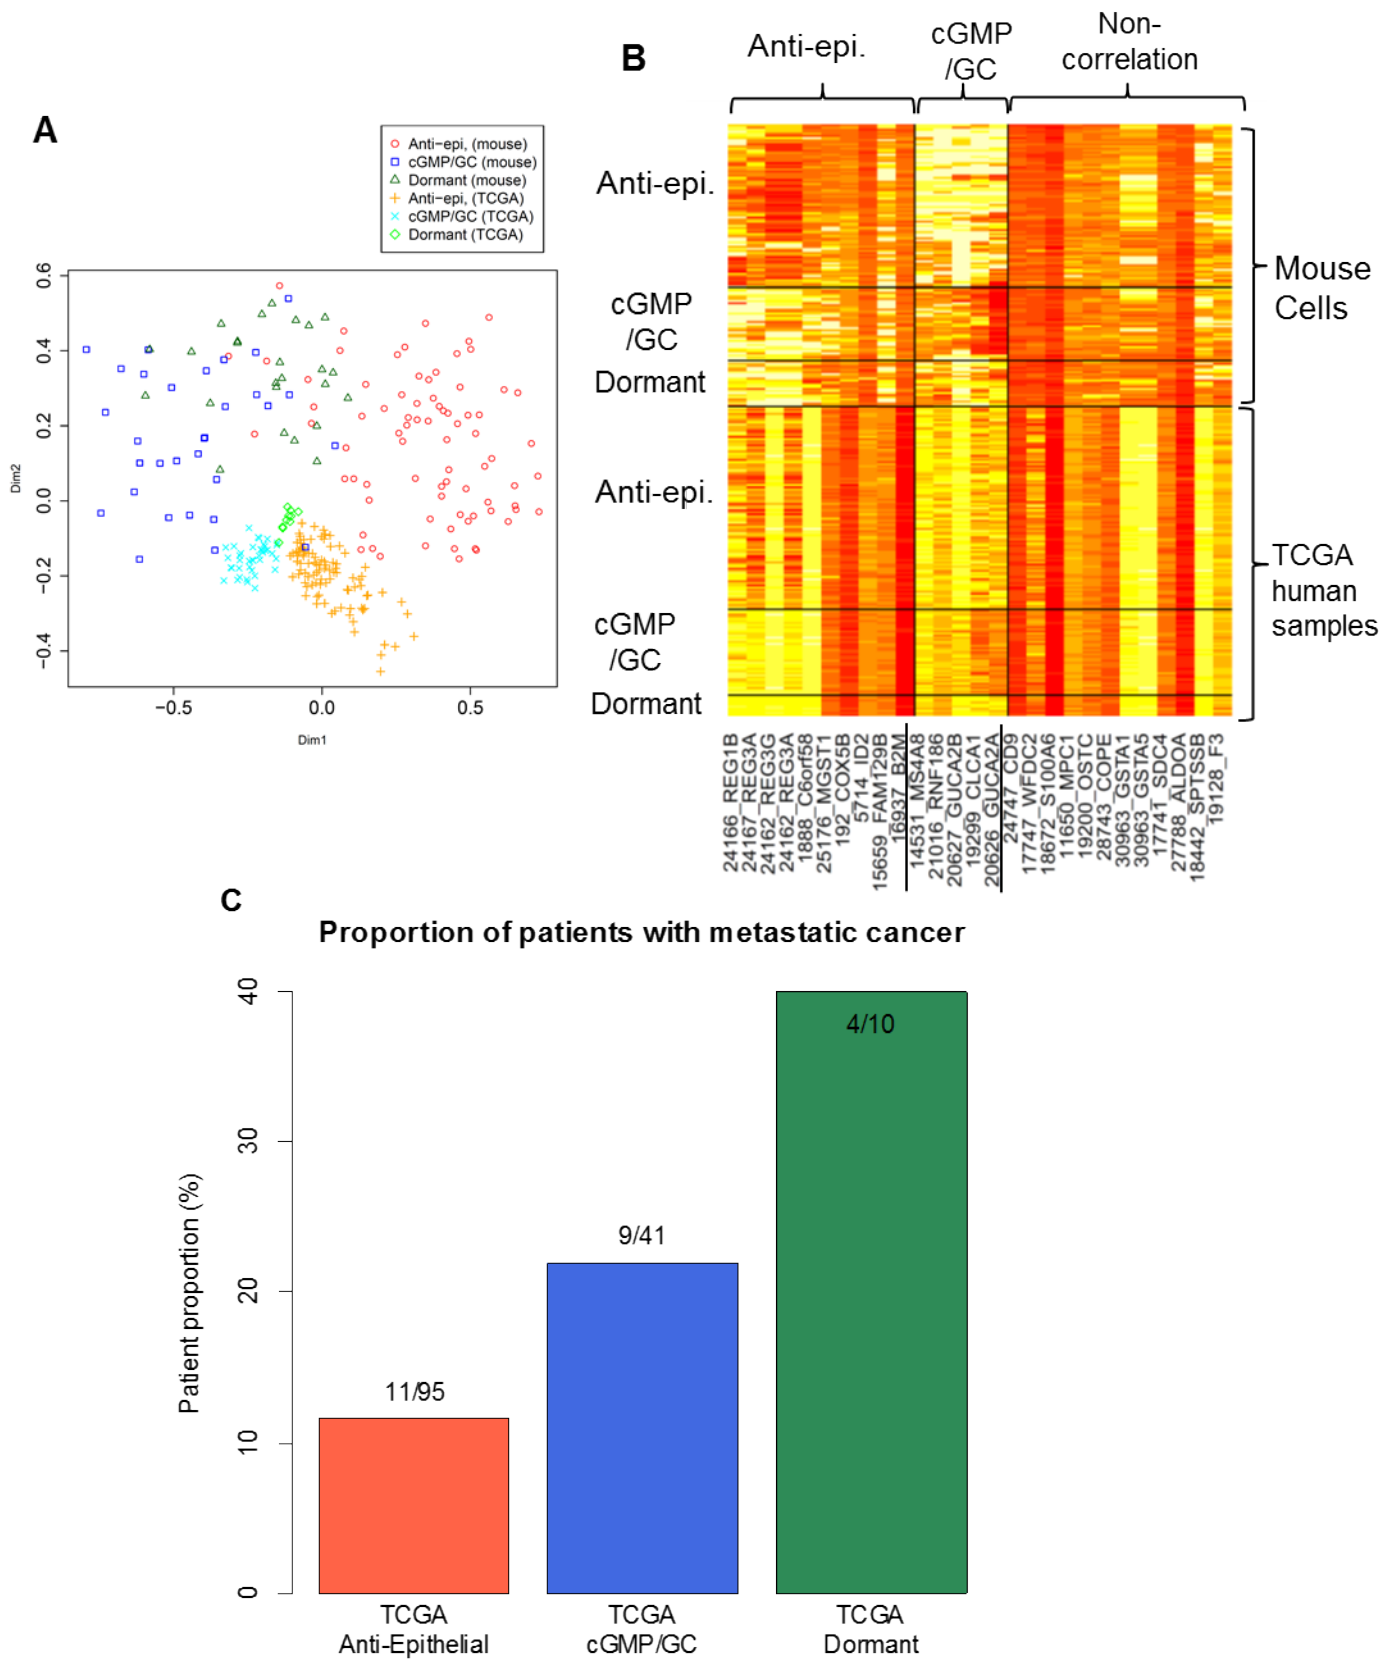 A
Anti-epi, (mouse)
cGMP/GC (mouse)
Dormant (mouse)
Anti-epi, (TCGA)
cGMP/GC (TCGA)
Dormant (TCGA)
0.6
0.4
0.2
0.0
−0.2
−0.4
Dim2
−0.5
0.0
0.5
Dim1
B
Anti-epi.
cGMP
/GC
Non-
correlation
Anti-epi.
cGMP
/GC
Dormant
Mouse
Cells
Anti-epi.
cGMP
/GC
Dormant
TCGA
human
samples
24166_REG1B
24167_REG3A
24162_REG3G
24162_REG3A
1888_C6orf58
25176_MGST1
192_COX5B
5714_ID2
15659_FAM129B
16937_B2M
14531_MS4A8
21016_RNF186
20627_GUCA2B
19299_CLCA1
20626_GUCA2A
24747_CD9
17747_WFDC2
18672_S100A6
11650_MPC1
19200_OSTC
28743_COPE
30963_GSTA1
30963_GSTA5
17741_SDC4
27788_ALDOA
18442_SPTSSB
19128_F3
C
Proportion of patients with metastatic cancer
40
30
20
10
0
Patient proportion (%)
11/95
9/41
4/10
TCGA
Anti-Epithelial
TCGA
cGMP/GC
TCGA
Dormant